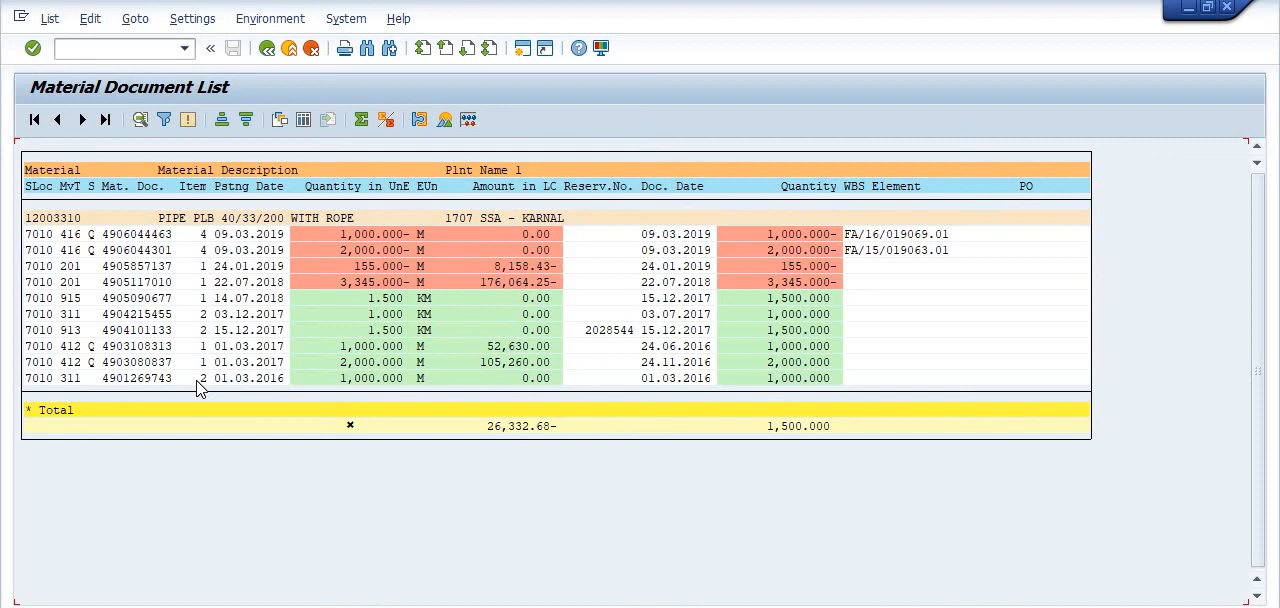 List Edit Goto Settings Environment System Help
Material Document List
Material Material Description Plnt Name 1
SLoc MvT S Mat. Doc. Item Pstng Date Quantity in UnE EUn Amount in LC Reserv.No. Doc. Date Quantity WBS Element PO
12003310 PIPE PLB 40/33/200 WITH ROPE 1707 SSA - KARNAL
7010 416 Q 4906044463 4 09.03.2019 1,000.000- M 0.00 09.03.2019 1,000.000- FA/16/019069.01
7010 416 Q 4906044301 4 09.03.2019 2,000.000- M 0.00 09.03.2019 2,000.000- FA/15/019063.01
7010 201 4905857137 1 24.01.2019 155.000- M 8,158.43- 24.01.2019 155.000-
7010 201 4905117010 1 22.07.2018 3,345.000- M 176,064.25- 22.07.2018 3,345.000-
7010 915 4905090677 1 14.07.2018 1.500 KM 0.00 15.12.2017 1,500.000
7010 311 4904215455 2 03.12.2017 1.000 KM 0.00 03.07.2017 1,000.000
7010 913 4904101133 2 15.12.2017 1.500 KM 0.00 2028544 15.12.2017 1,500.000
7010 412 Q 4903108313 1 01.03.2017 1,000.000 M 52,630.00 24.06.2016 1,000.000
7010 412 Q 4903080837 1 01.03.2017 2,000.000 M 105,260.00 24.11.2016 2,000.000
7010 311 4901269743 2 01.03.2016 1,000.000 M 0.00 01.03.2016 1,000.000
* Total
26,332.68- 1,500.000